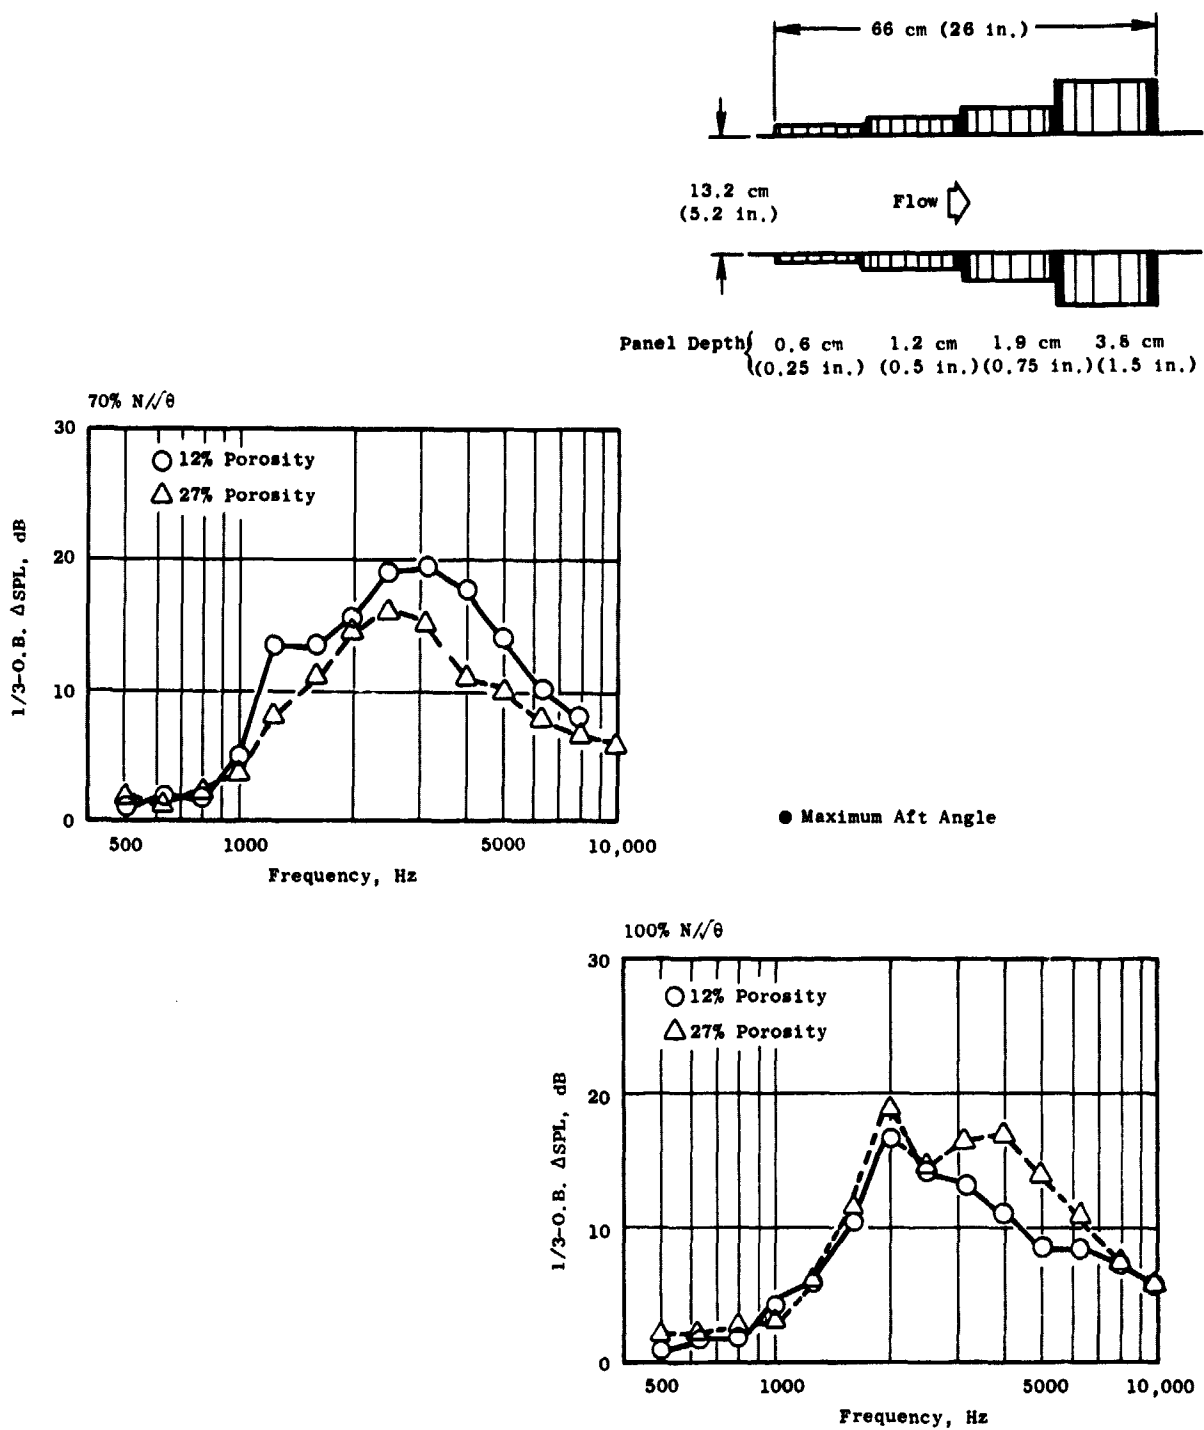 66 cm (26 in.)
13.2 cm
(5.2 in.)
Flow
Panel Depth { 0.6 cm 1.2 cm 1.9 cm 3.8 cm
(0.25 in.) (0.5 in.) (0.75 in.) (1.5 in.)
70% N/√θ
30
20
10
0
1/3-O.B. ΔSPL, dB
12% Porosity
27% Porosity
500 1000 5000 10,000
Frequency, Hz
● Maximum Aft Angle
100% N/√θ
30
20
10
0
1/3-O.B. ΔSPL, dB
12% Porosity
27% Porosity
500 1000 5000 10,000
Frequency, Hz